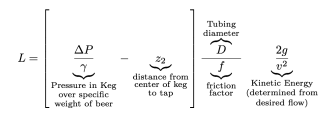 L = [ ΔP / γ − z₂ ] D / f 2g / v²
Tubing
diameter
Pressure in Keg
over specific
weight of beer
distance from
center of keg
to tap
friction
factor
Kinetic Energy
(determined from
desired flow)